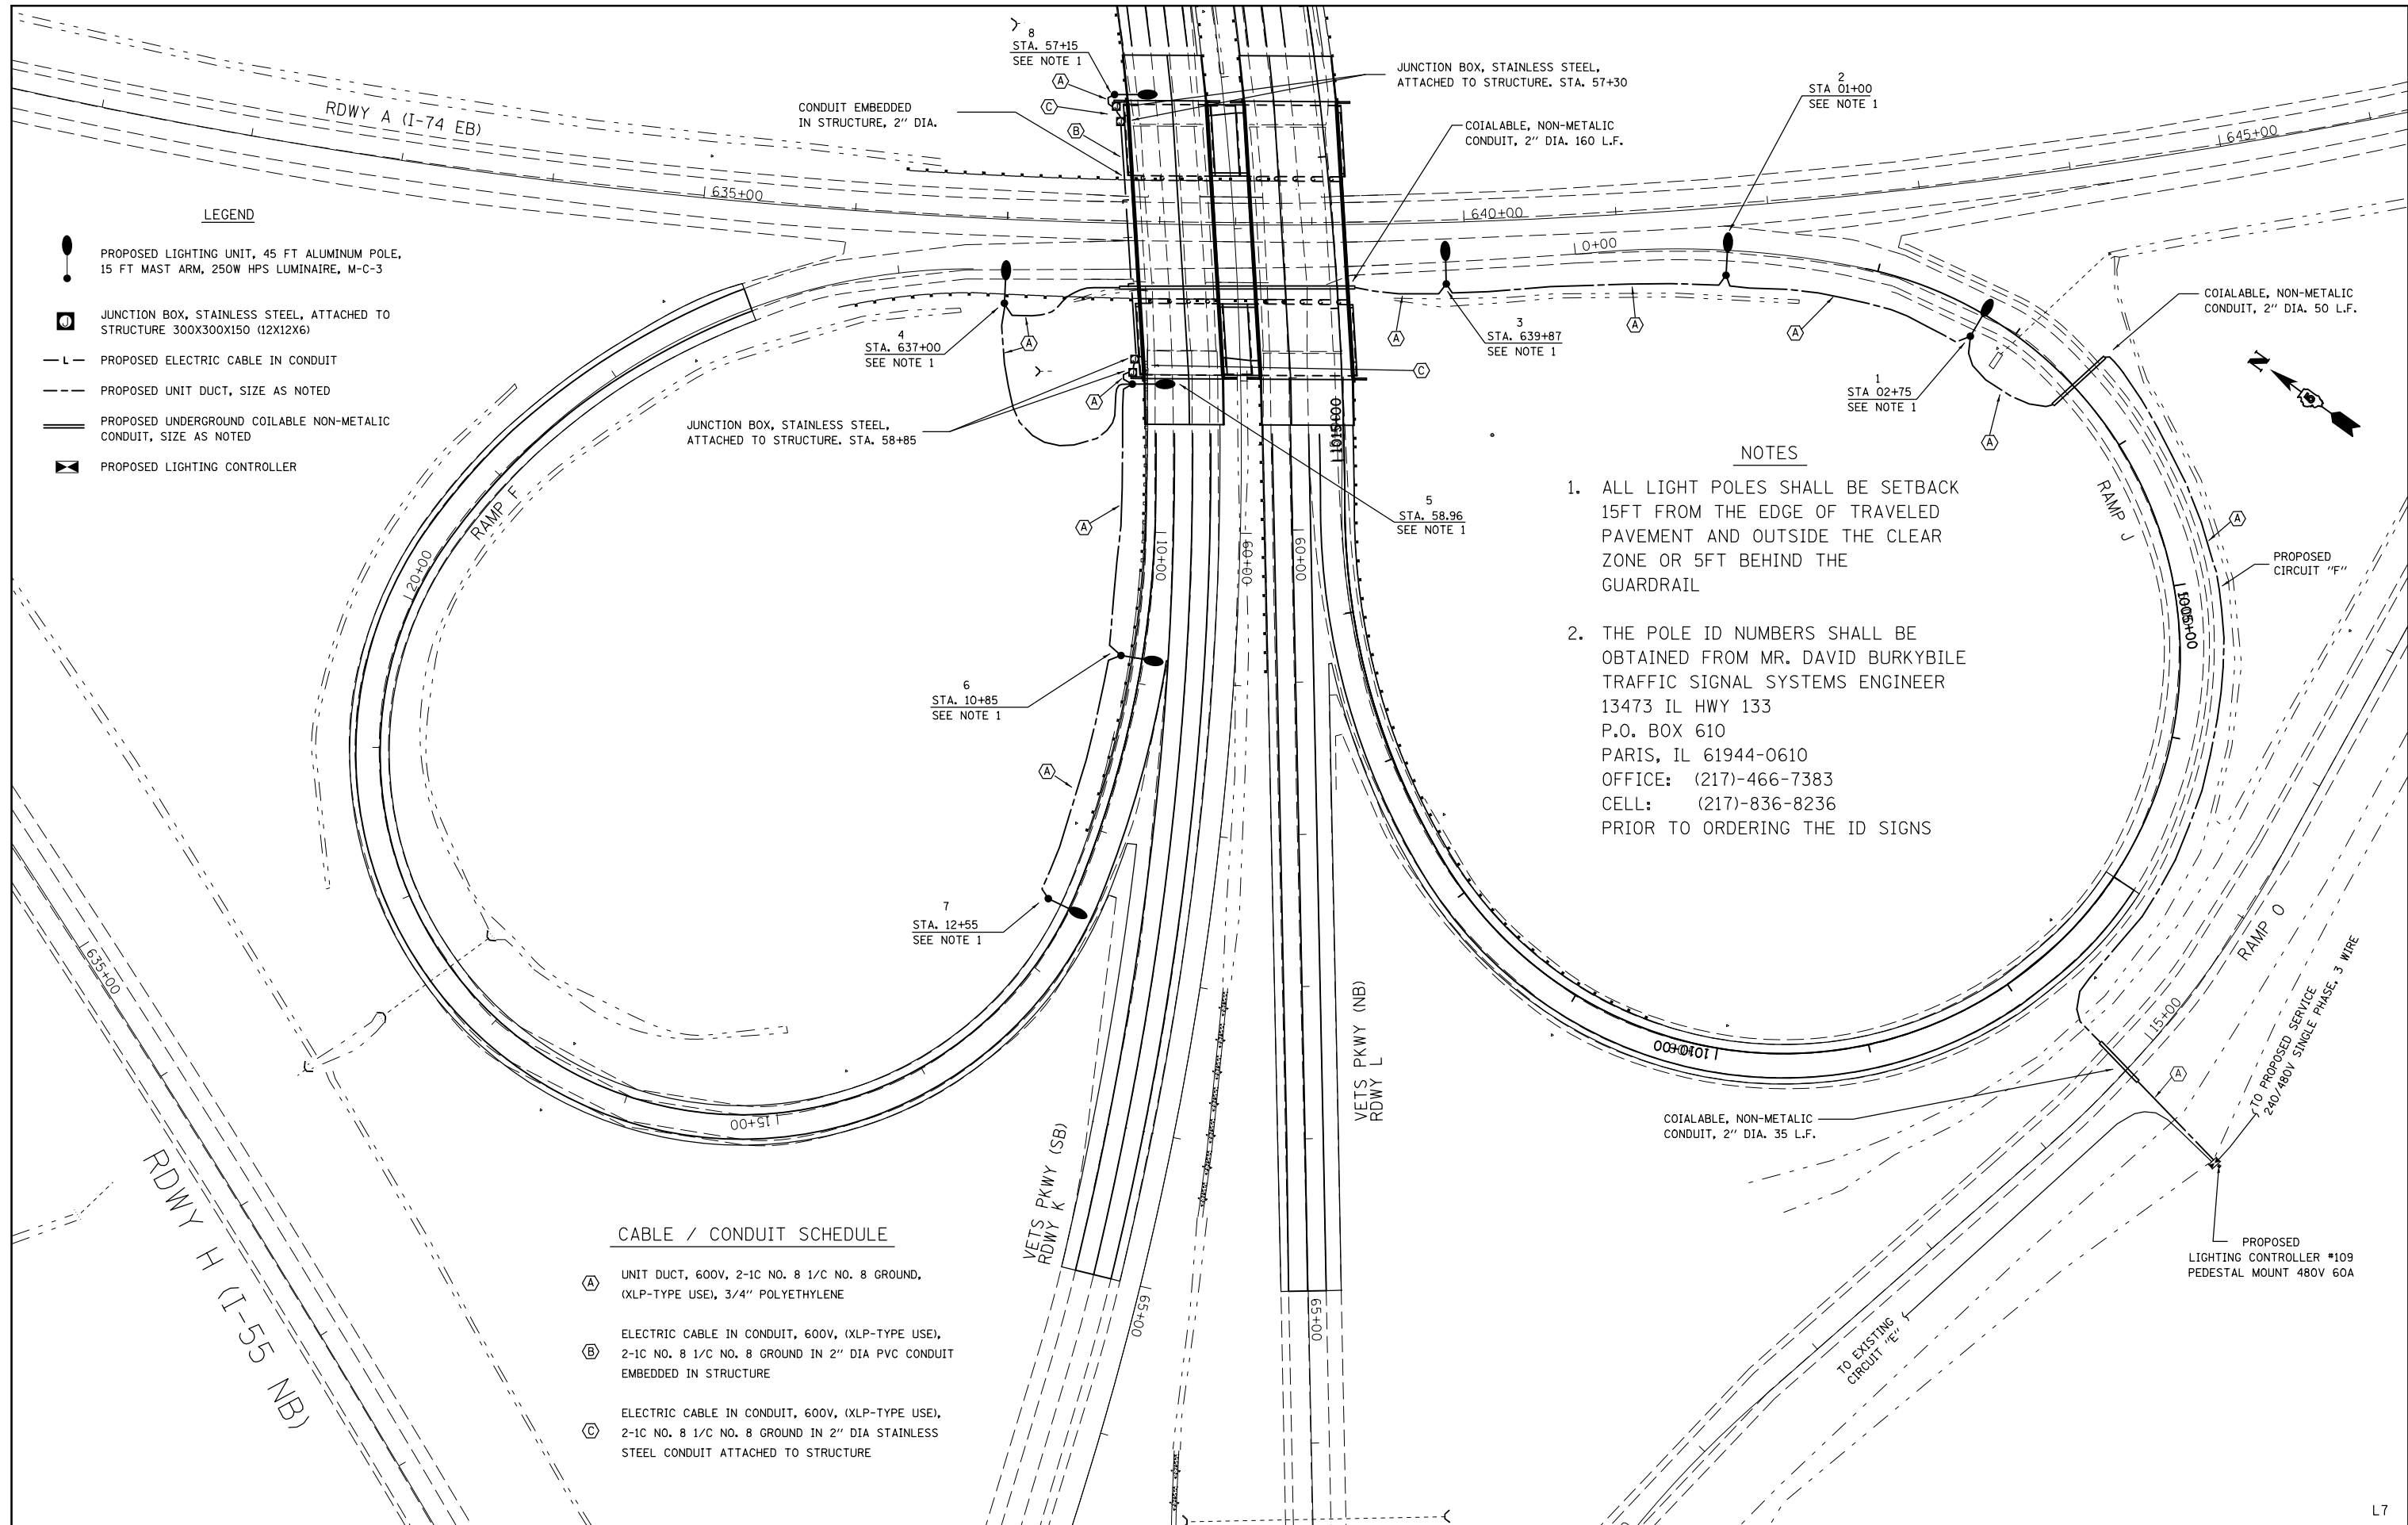 8
STA. 57+15
SEE NOTE 1
A
C
B
CONDUIT EMBEDDED
IN STRUCTURE, 2" DIA.
JUNCTION BOX, STAINLESS STEEL,
ATTACHED TO STRUCTURE. STA. 57+30
COIALABLE, NON-METALIC
CONDUIT, 2" DIA. 160 L.F.
2
STA 01+00
SEE NOTE 1
RDWY A (I-74 EB)
635+00
640+00
645+00
0+00
LEGEND
PROPOSED LIGHTING UNIT, 45 FT ALUMINUM POLE,
15 FT MAST ARM, 250W HPS LUMINAIRE, M-C-3
J
JUNCTION BOX, STAINLESS STEEL, ATTACHED TO
STRUCTURE 300X300X150 (12X12X6)
L
PROPOSED ELECTRIC CABLE IN CONDUIT
PROPOSED UNIT DUCT, SIZE AS NOTED
PROPOSED UNDERGROUND COILABLE NON-METALIC
CONDUIT, SIZE AS NOTED
PROPOSED LIGHTING CONTROLLER
4
STA. 637+00
SEE NOTE 1
A
A
A
A
3
STA. 639+87
SEE NOTE 1
C
A
COIALABLE, NON-METALIC
CONDUIT, 2" DIA. 50 L.F.
N
1
STA 02+75
SEE NOTE 1
A
JUNCTION BOX, STAINLESS STEEL,
ATTACHED TO STRUCTURE. STA. 58+85
1015+00
5
STA. 58.96
SEE NOTE 1
A
RAMP F
20+00
10+00
60+00
60+00
NOTES
1. ALL LIGHT POLES SHALL BE SETBACK
15FT FROM THE EDGE OF TRAVELED
PAVEMENT AND OUTSIDE THE CLEAR
ZONE OR 5FT BEHIND THE
GUARDRAIL
2. THE POLE ID NUMBERS SHALL BE
OBTAINED FROM MR. DAVID BURKYBILE
TRAFFIC SIGNAL SYSTEMS ENGINEER
13473 IL HWY 133
P.O. BOX 610
PARIS, IL 61944-0610
OFFICE: (217)-466-7383
CELL: (217)-836-8236
PRIOR TO ORDERING THE ID SIGNS
RAMP J
A
PROPOSED
CIRCUIT "F"
1005+00
6
STA. 10+85
SEE NOTE 1
A
7
STA. 12+55
SEE NOTE 1
635+00
15+00
1010+00
RAMP O
15+00
TO PROPOSED SERVICE
240/480V SINGLE PHASE, 3 WIRE
A
COIALABLE, NON-METALIC
CONDUIT, 2" DIA. 35 L.F.
VETS PKWY (SB)
RDWY K
VETS PKWY (NB)
RDWY L
RDWY H (I-55 NB)
65+00
65+00
PROPOSED
LIGHTING CONTROLLER #109
PEDESTAL MOUNT 480V 60A
TO EXISTING
CIRCUIT "E"
CABLE / CONDUIT SCHEDULE
A
UNIT DUCT, 600V, 2-1C NO. 8 1/C NO. 8 GROUND,
(XLP-TYPE USE), 3/4" POLYETHYLENE
B
ELECTRIC CABLE IN CONDUIT, 600V, (XLP-TYPE USE),
2-1C NO. 8 1/C NO. 8 GROUND IN 2" DIA PVC CONDUIT
EMBEDDED IN STRUCTURE
C
ELECTRIC CABLE IN CONDUIT, 600V, (XLP-TYPE USE),
2-1C NO. 8 1/C NO. 8 GROUND IN 2" DIA STAINLESS
STEEL CONDUIT ATTACHED TO STRUCTURE
L7